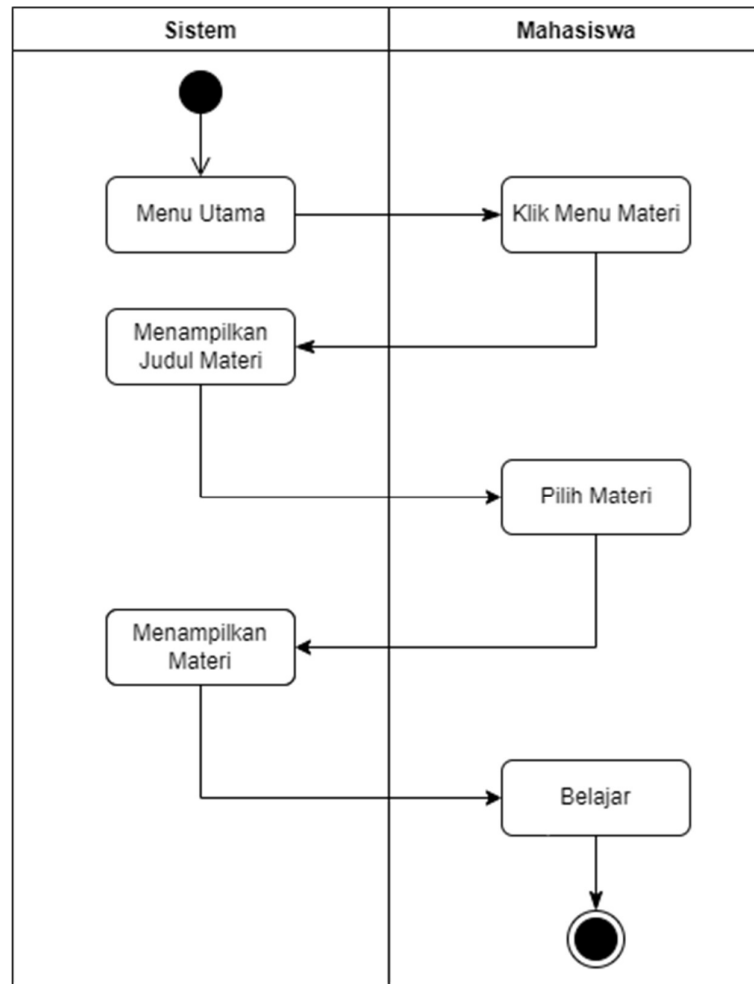 Sistem
Mahasiswa
Menu Utama
Klik Menu Materi
Menampilkan
Judul Materi
Pilih Materi
Menampilkan
Materi
Belajar